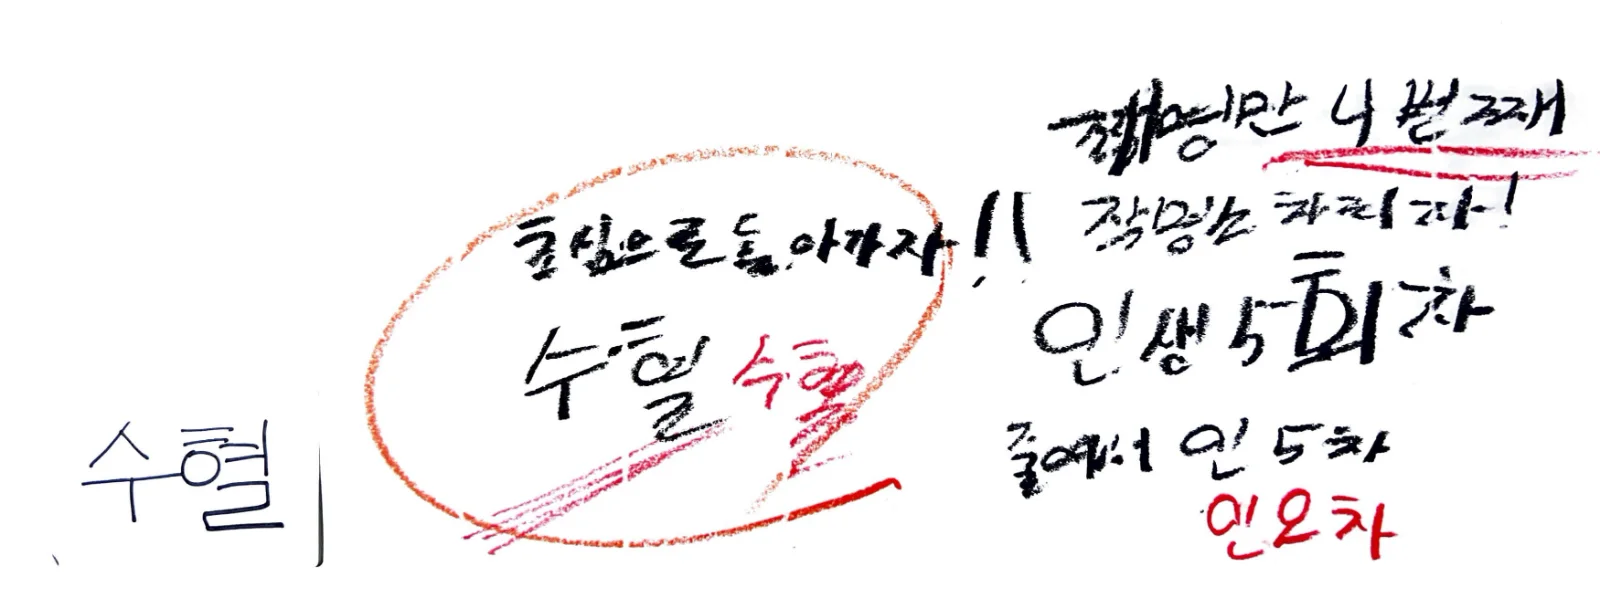 수혈
초심으로 돌아가자!!
수혈 수혈
개명만 4번째
작명소 차리자!
인생 5회차
줄여서 인5차
인오차